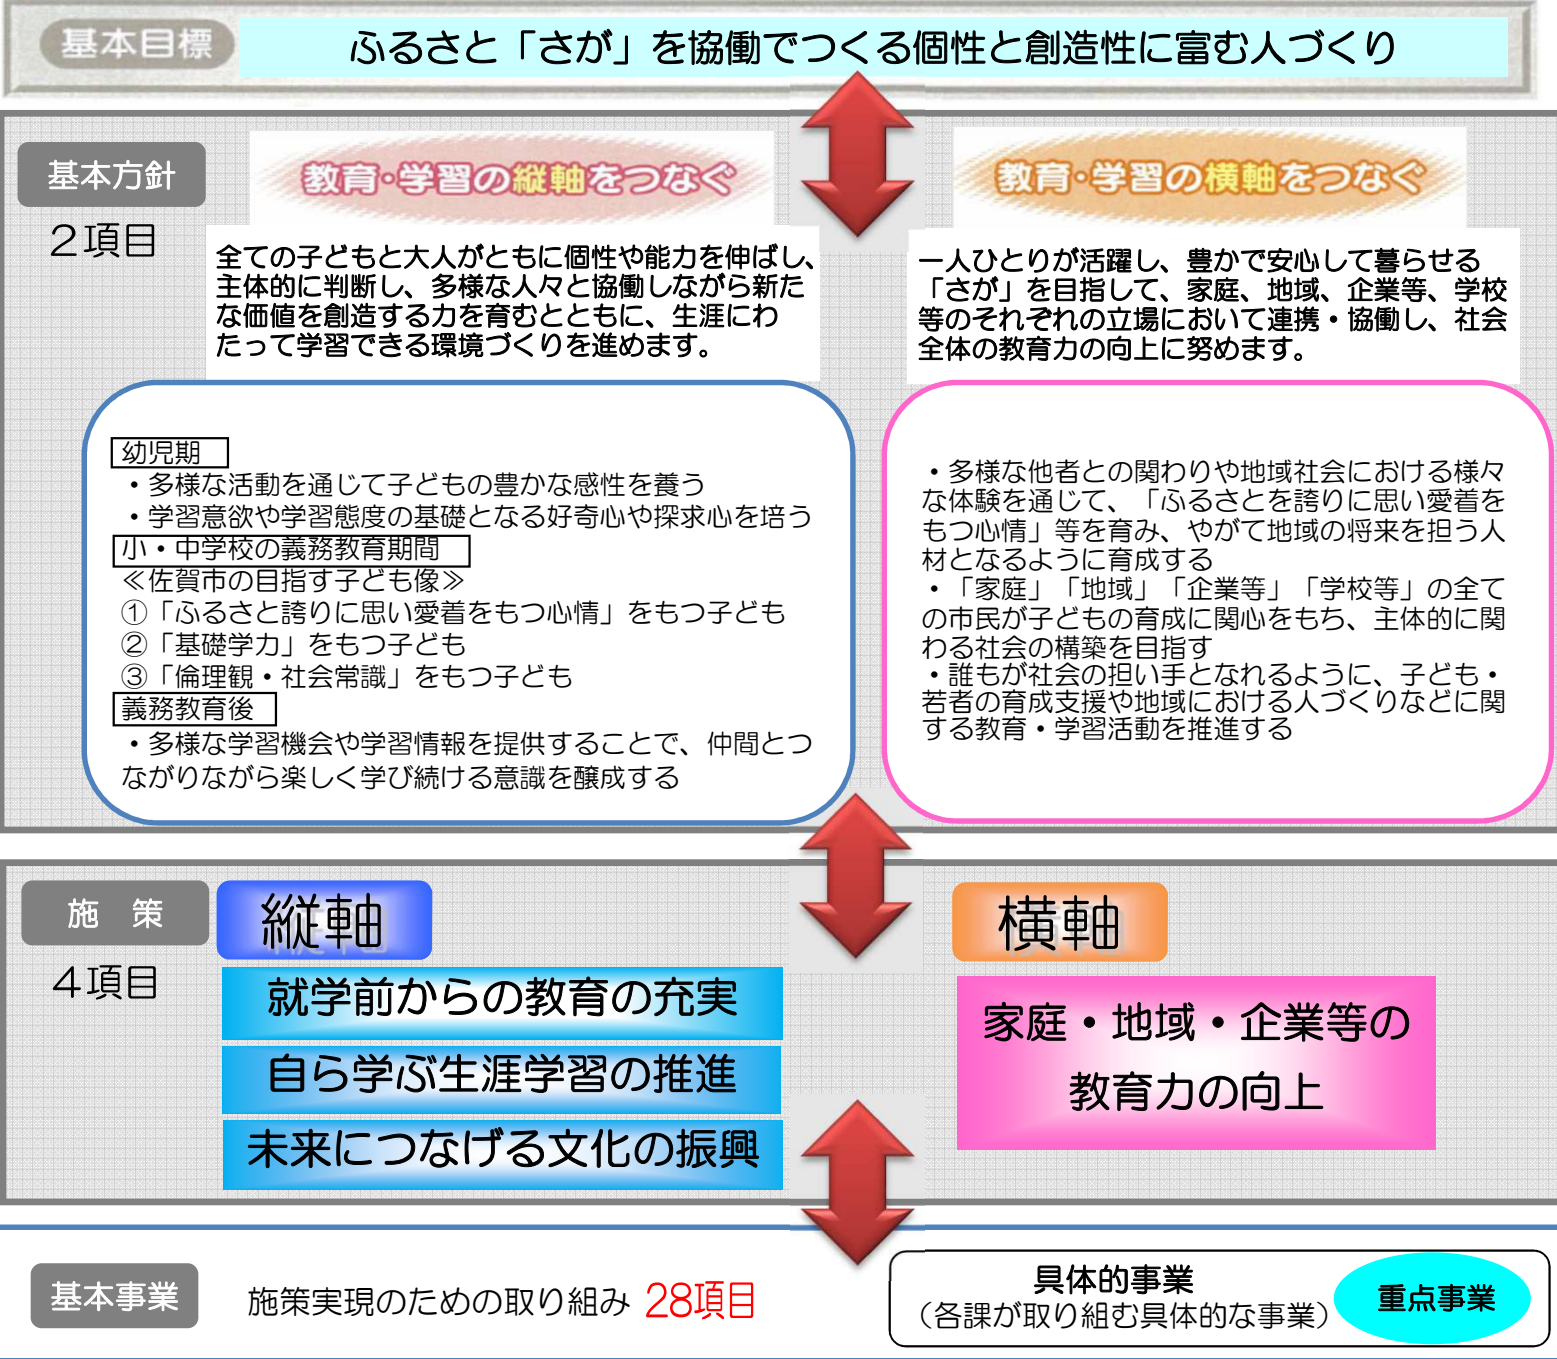 基本目標
ふるさと「さが」を協働でつくる個性と創造性に富む人づくり
基本方針
2項目
教育・学習の縦軸をつなぐ
全ての子どもと大人がともに個性や能力を伸ばし、
主体的に判断し、多様な人々と協働しながら新た
な価値を創造する力を育むとともに、生涯にわ
たって学習できる環境づくりを進めます。
教育・学習の横軸をつなぐ
一人ひとりが活躍し、豊かで安心して暮らせる
「さが」を目指して、家庭、地域、企業等、学校
等のそれぞれの立場において連携・協働し、社会
全体の教育力の向上に努めます。
幼児期
・多様な活動を通じて子どもの豊かな感性を養う
・学習意欲や学習態度の基礎となる好奇心や探求心を培う
小・中学校の義務教育期間
≪佐賀市の目指す子ども像≫
①「ふるさと誇りに思い愛着をもつ心情」をもつ子ども
②「基礎学力」をもつ子ども
③「倫理観・社会常識」をもつ子ども
義務教育後
・多様な学習機会や学習情報を提供することで、仲間とつ
ながりながら楽しく学び続ける意識を醸成する
・多様な他者との関わりや地域社会における様々
な体験を通じて、「ふるさとを誇りに思い愛着を
もつ心情」等を育み、やがて地域の将来を担う人
材となるように育成する
・「家庭」「地域」「企業等」「学校等」の全て
の市民が子どもの育成に関心をもち、主体的に関
わる社会の構築を目指す
・誰もが社会の担い手となれるように、子ども・
若者の育成支援や地域における人づくりなどに関
する教育・学習活動を推進する
施　策
4項目
縦軸
就学前からの教育の充実
自ら学ぶ生涯学習の推進
未来につなげる文化の振興
横軸
家庭・地域・企業等の
教育力の向上
基本事業
施策実現のための取り組み 28項目
具体的事業
（各課が取り組む具体的な事業）
重点事業